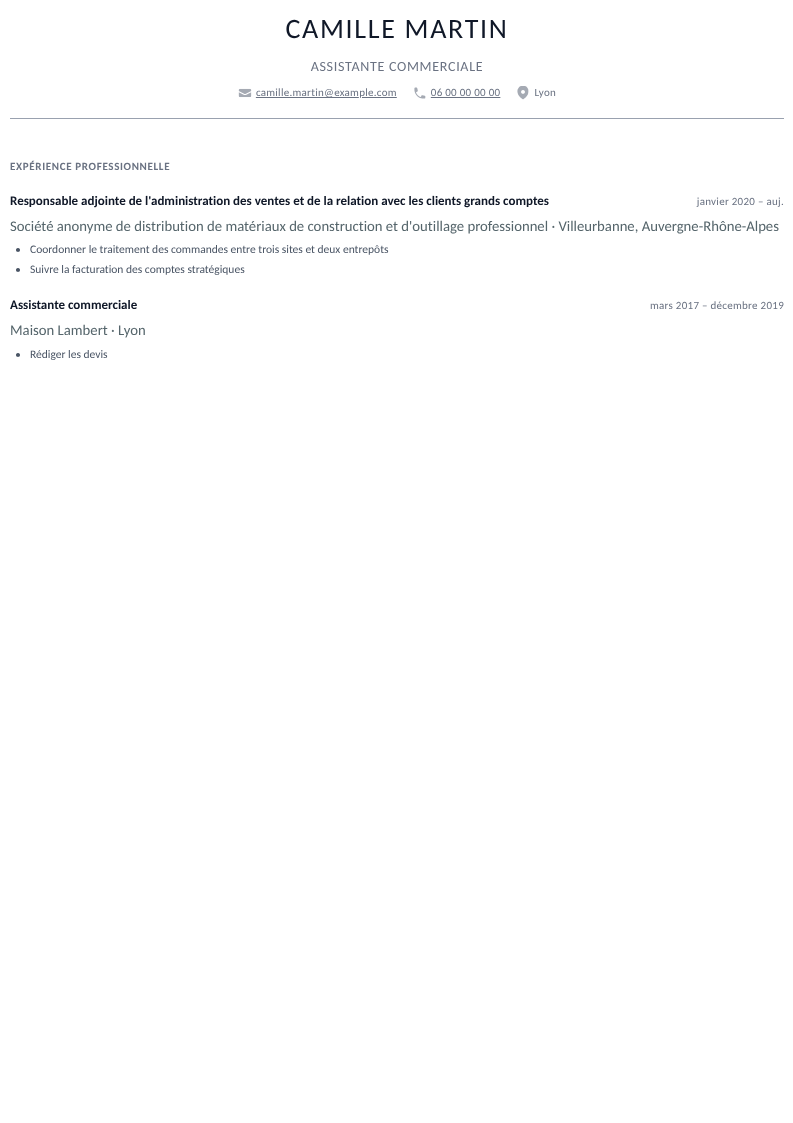 CAMILLE MARTIN
ASSISTANTE COMMERCIALE
camille.martin@example.com 06 00 00 00 00 Lyon
EXPÉRIENCE PROFESSIONNELLE
Responsable adjointe de l'administration des ventes et de la relation avec les clients grands comptes janvier 2020 – auj.
Société anonyme de distribution de matériaux de construction et d'outillage professionnel · Villeurbanne, Auvergne-Rhône-Alpes
• Coordonner le traitement des commandes entre trois sites et deux entrepôts
• Suivre la facturation des comptes stratégiques
Assistante commerciale mars 2017 – décembre 2019
Maison Lambert · Lyon
• Rédiger les devis